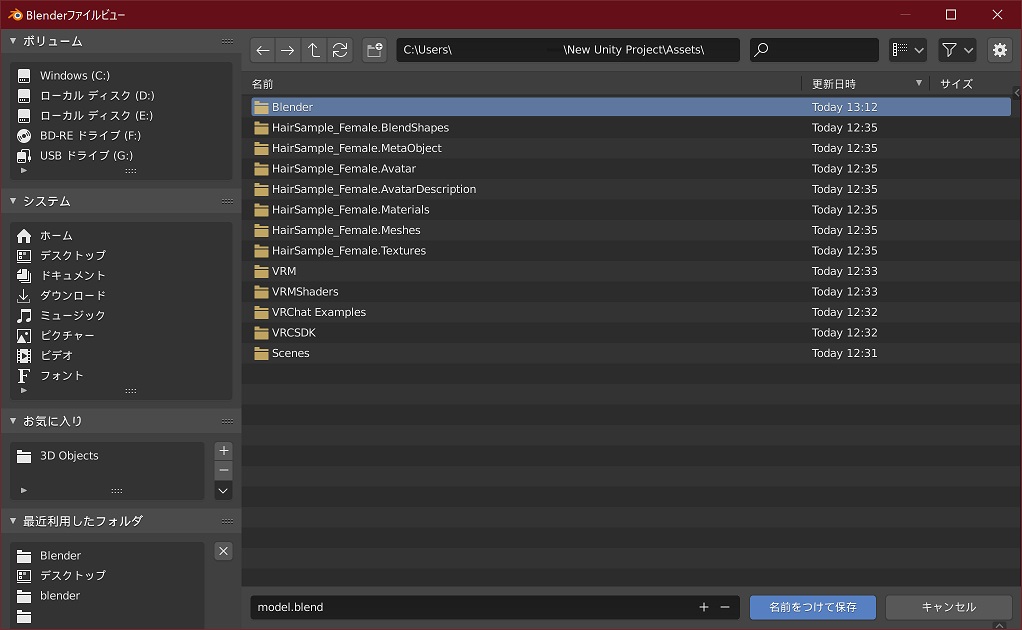 Blenderファイルビュー
ボリューム
Windows (C:)
ローカル ディスク (D:)
ローカル ディスク (E:)
BD-RE ドライブ (F:)
USB ドライブ (G:)
システム
ホーム
デスクトップ
ドキュメント
ダウンロード
ミュージック
ピクチャー
ビデオ
フォント
お気に入り
3D Objects
最近利用したフォルダ
Blender
デスクトップ
blender
C:\Users\ \New Unity Project\Assets\
名前 更新日時 サイズ
Blender Today 13:12
HairSample_Female.BlendShapes Today 12:35
HairSample_Female.MetaObject Today 12:35
HairSample_Female.Avatar Today 12:35
HairSample_Female.AvatarDescription Today 12:35
HairSample_Female.Materials Today 12:35
HairSample_Female.Meshes Today 12:35
HairSample_Female.Textures Today 12:35
VRM Today 12:33
VRMShaders Today 12:33
VRChat Examples Today 12:32
VRCSDK Today 12:32
Scenes Today 12:31
model.blend
名前をつけて保存 キャンセル